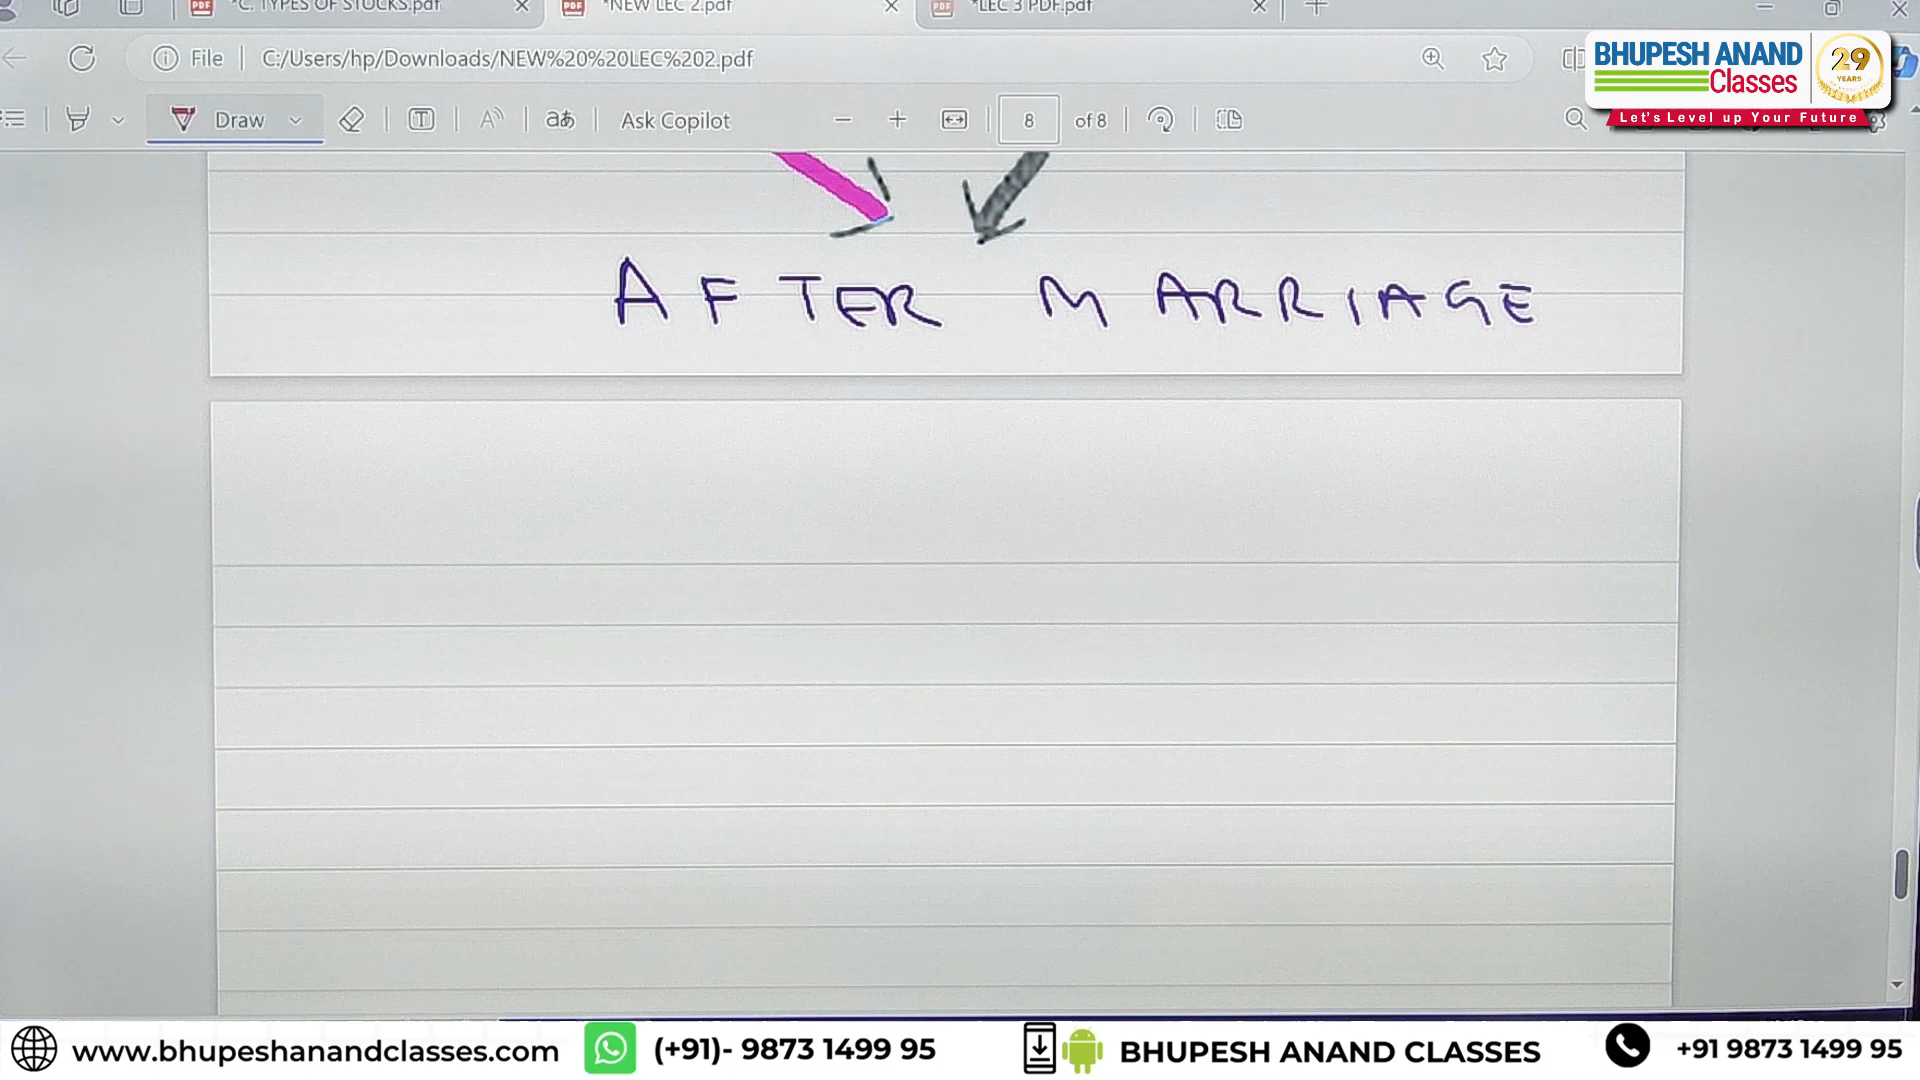 *C. TYPES OF STOCKS.pdf
*NEW LEC 2.pdf
*LEC 3 PDF.pdf
File
C:/Users/hp/Downloads/NEW%20%20LEC%202.pdf
Draw
Ask Copilot
8
of 8
BHUPESH ANAND
Classes
29
YEARS
Let's Level up Your Future
AFTER MARRIAGE
www.bhupeshanandclasses.com
(+91)- 9873 1499 95
BHUPESH ANAND CLASSES
+91 9873 1499 95